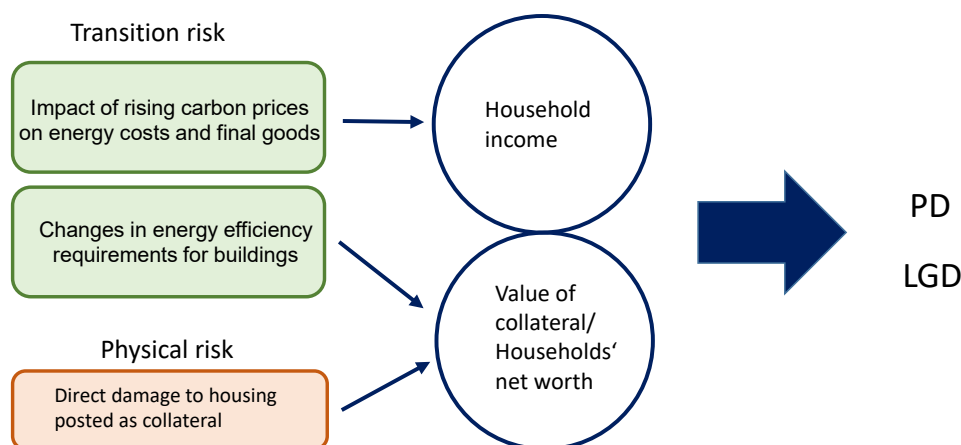 Transition risk
Impact of rising carbon prices
on energy costs and final goods
Changes in energy efficiency
requirements for buildings
Physical risk
Direct damage to housing
posted as collateral
Household
income
Value of
collateral/
Households‘
net worth
PD
LGD